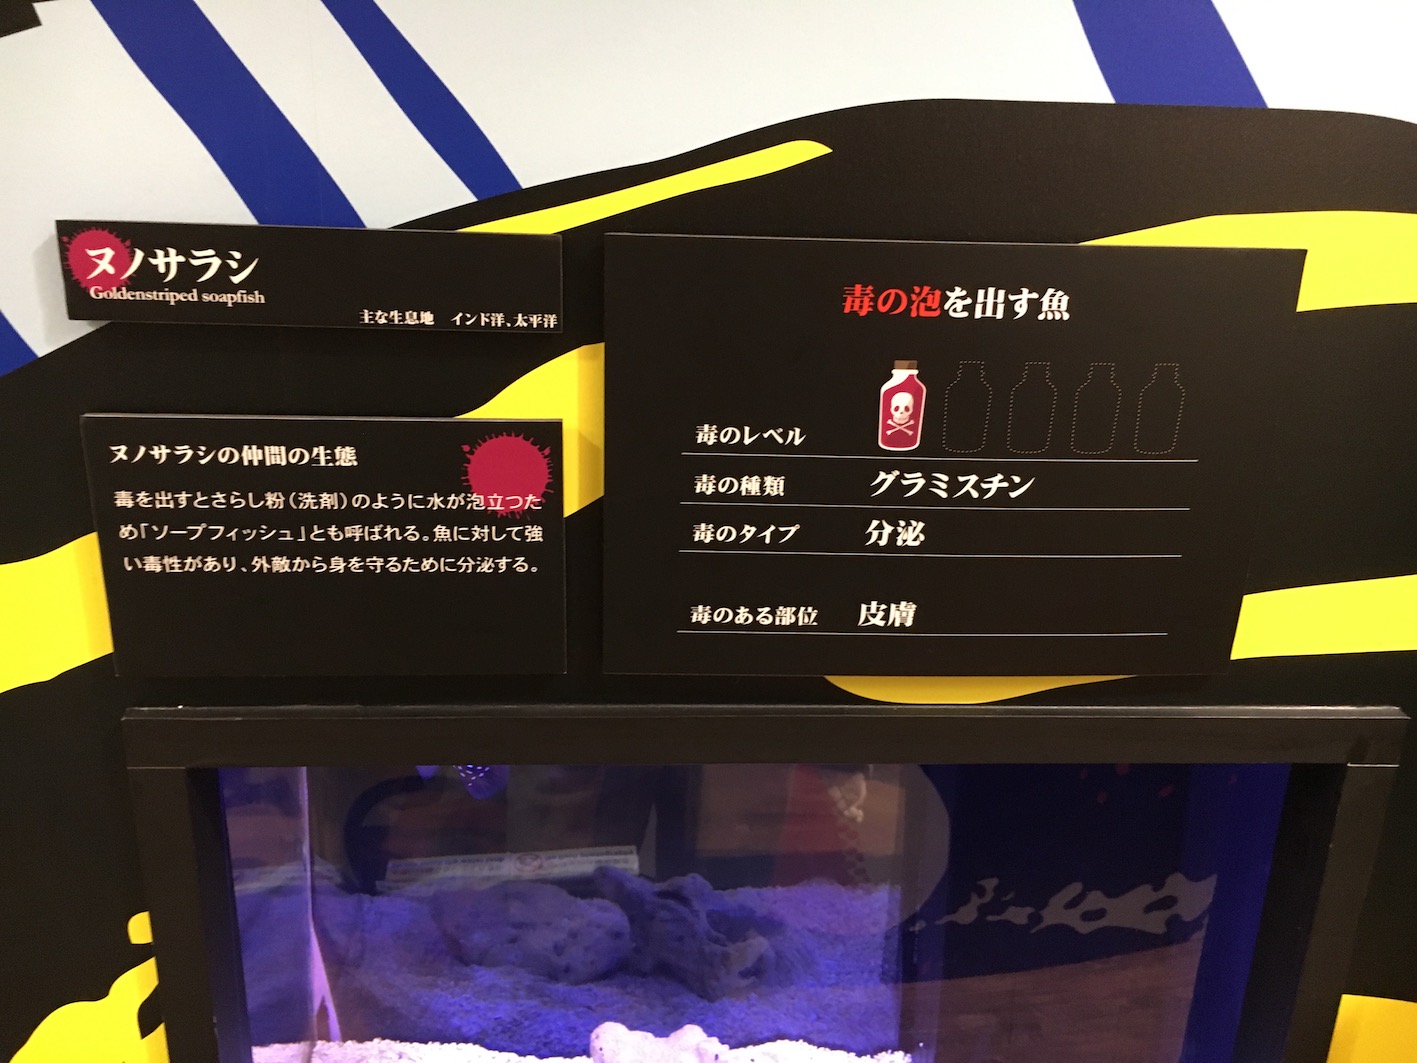 ヌノサラシ
Goldenstriped soapfish
主な生息地 インド洋、太平洋
ヌノサラシの仲間の生態
毒を出すとさらし粉(洗剤)のように水が泡立つた
め「ソープフィッシュ」とも呼ばれる。魚に対して強
い毒性があり、外敵から身を守るために分泌する。
毒の泡を出す魚
毒のレベル
毒の種類 グラミスチン
毒のタイプ 分泌
毒のある部位 皮膚